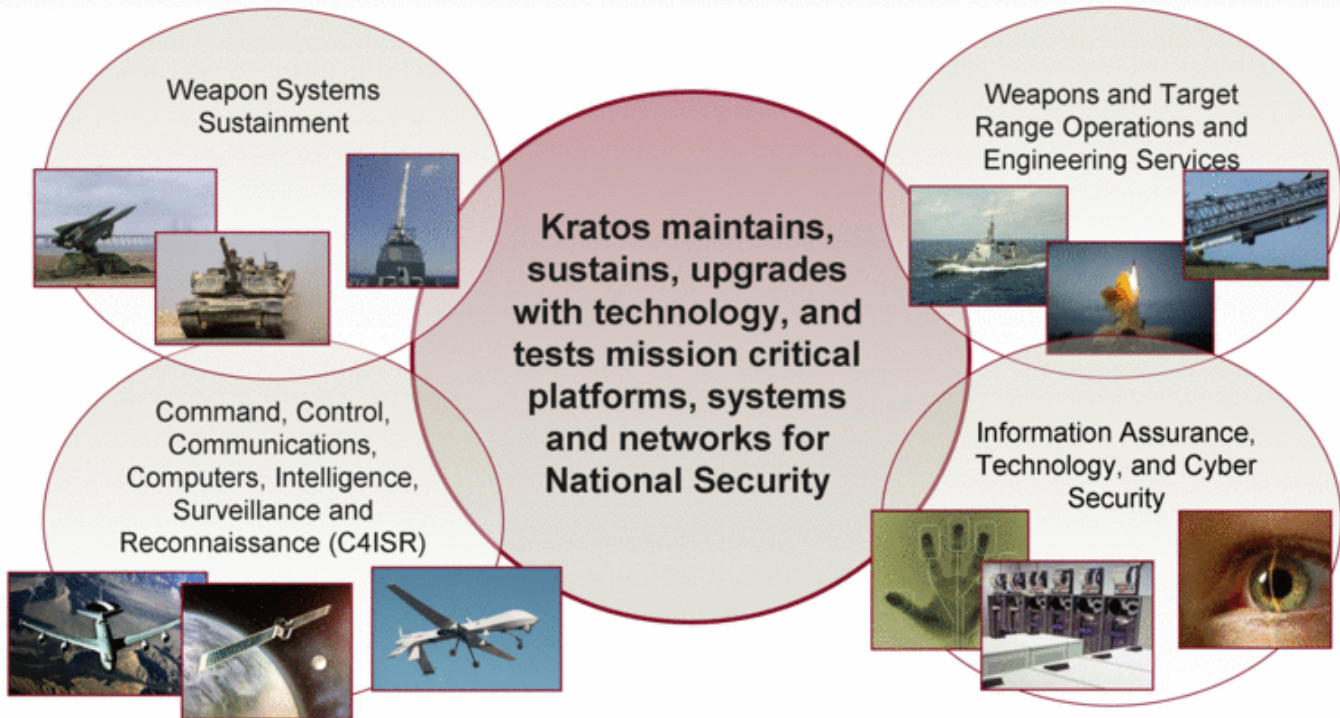 Weapon Systems
Sustainment
Weapons and Target
Range Operations and
Engineering Services
Kratos maintains,
sustains, upgrades
with technology, and
tests mission critical
platforms, systems
and networks for
National Security
Command, Control,
Communications,
Computers, Intelligence,
Surveillance and
Reconnaissance (C4ISR)
Information Assurance,
Technology, and Cyber
Security